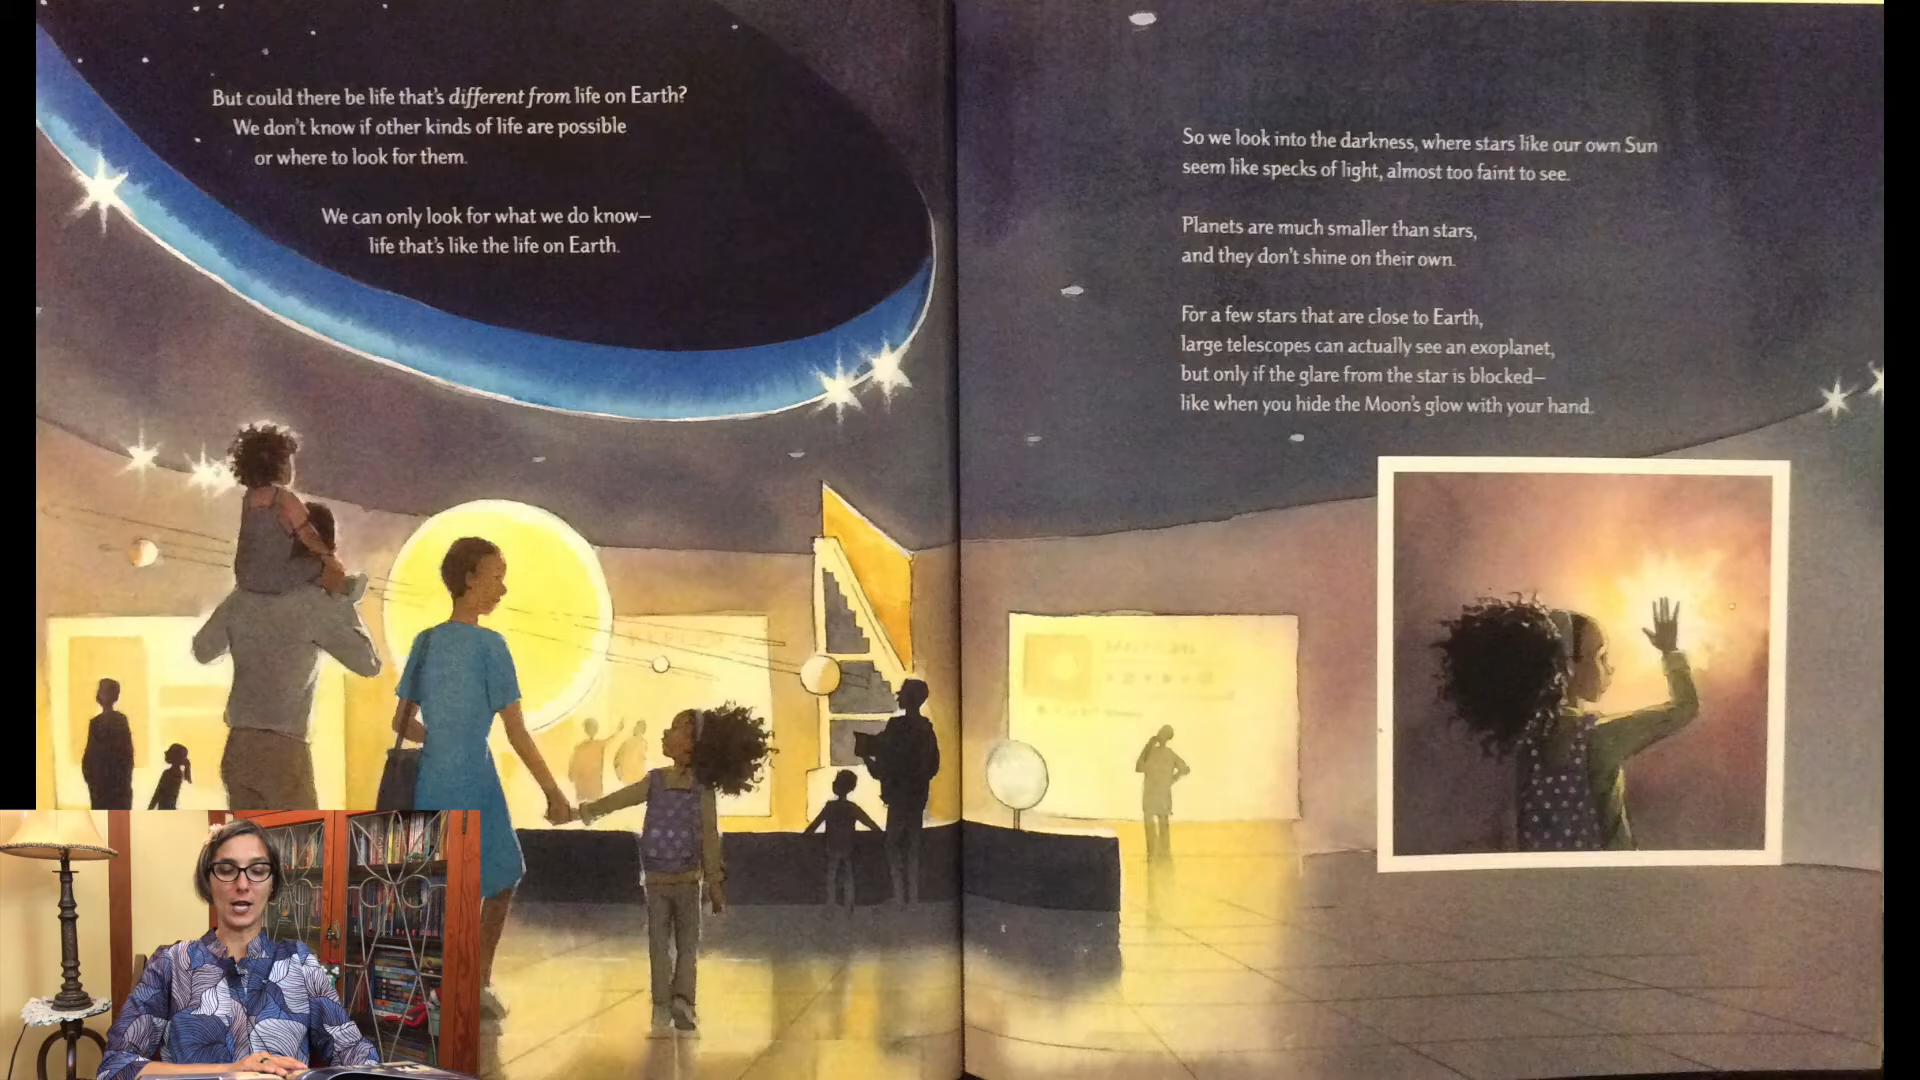 But could there be life that's different from life on Earth?
We don't know if other kinds of life are possible
or where to look for them.
We can only look for what we do know—
life that's like the life on Earth.
So we look into the darkness, where stars like our own Sun
seem like specks of light, almost too faint to see.
Planets are much smaller than stars,
and they don't shine on their own.
For a few stars that are close to Earth,
large telescopes can actually see an exoplanet,
but only if the glare from the star is blocked—
like when you hide the Moon's glow with your hand.